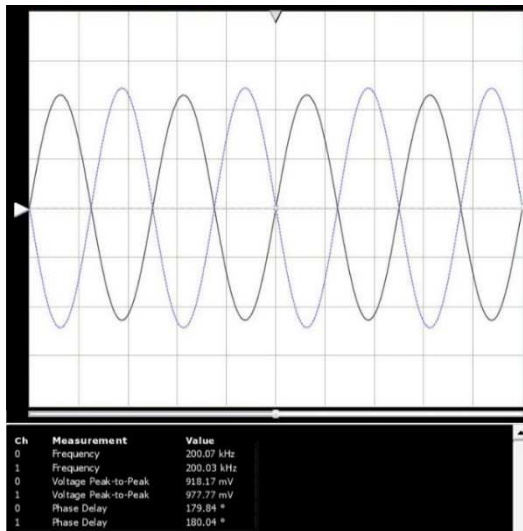 Ch Measurement Value
0 Frequency 200.07 kHz
1 Frequency 200.03 kHz
0 Voltage Peak-to-Peak 918.17 mV
1 Voltage Peak-to-Peak 977.77 mV
0 Phase Delay 179.84 °
1 Phase Delay 180.04 °